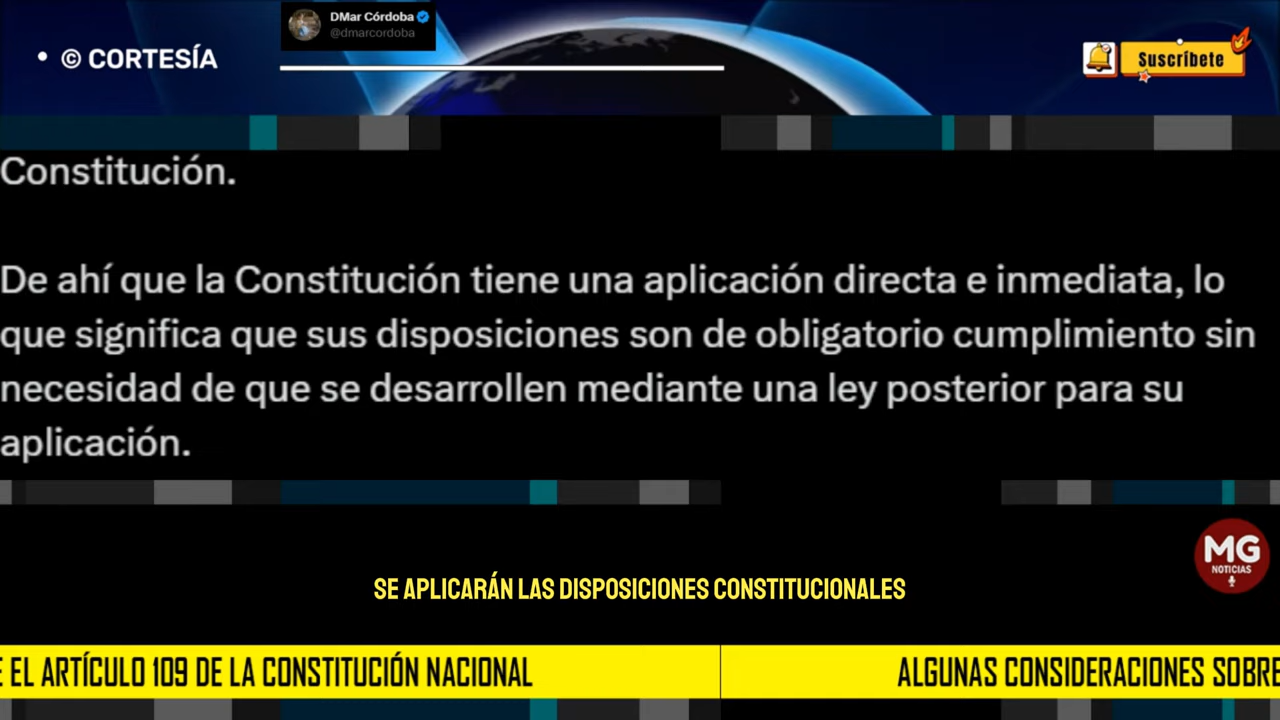 • © CORTESÍA
DMar Córdoba
@dmarcordoba
Suscríbete
Constitución.
De ahí que la Constitución tiene una aplicación directa e inmediata, lo
que significa que sus disposiciones son de obligatorio cumplimiento sin
necesidad de que se desarrollen mediante una ley posterior para su
aplicación.
MG
NOTICIAS
SE APLICARÁN LAS DISPOSICIONES CONSTITUCIONALES
E EL ARTÍCULO 109 DE LA CONSTITUCIÓN NACIONAL
ALGUNAS CONSIDERACIONES SOBRE